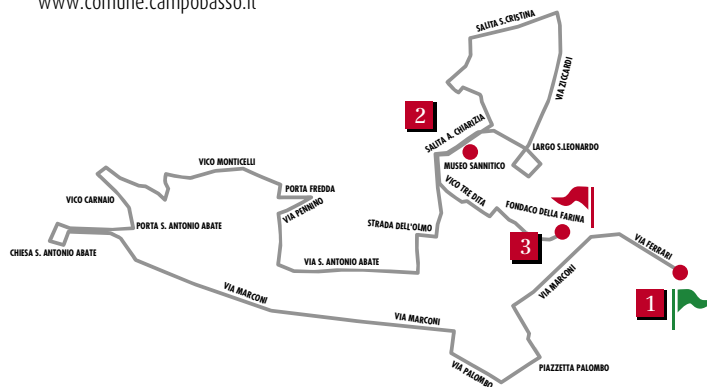 www.comune.campobasso.it
SALITA S.CRISTINA
VIA ZICCARDI
2
SALITA A. CHIARIZIA
LARGO S.LEONARDO
MUSEO SANNITICO
VICO MONTICELLI
VICO CARNAIO
PORTA FREDDA
VIA PENNINO
VICO TRE DITA
FONDACO DELLA FARINA
PORTA S. ANTONIO ABATE
STRADA DELL'OLMO
3
VIA FERRARI
CHIESA S. ANTONIO ABATE
VIA S. ANTONIO ABATE
VIA MARCONI
1
VIA MARCONI
VIA MARCONI
VIA PALOMBO
PIAZZETTA PALOMBO